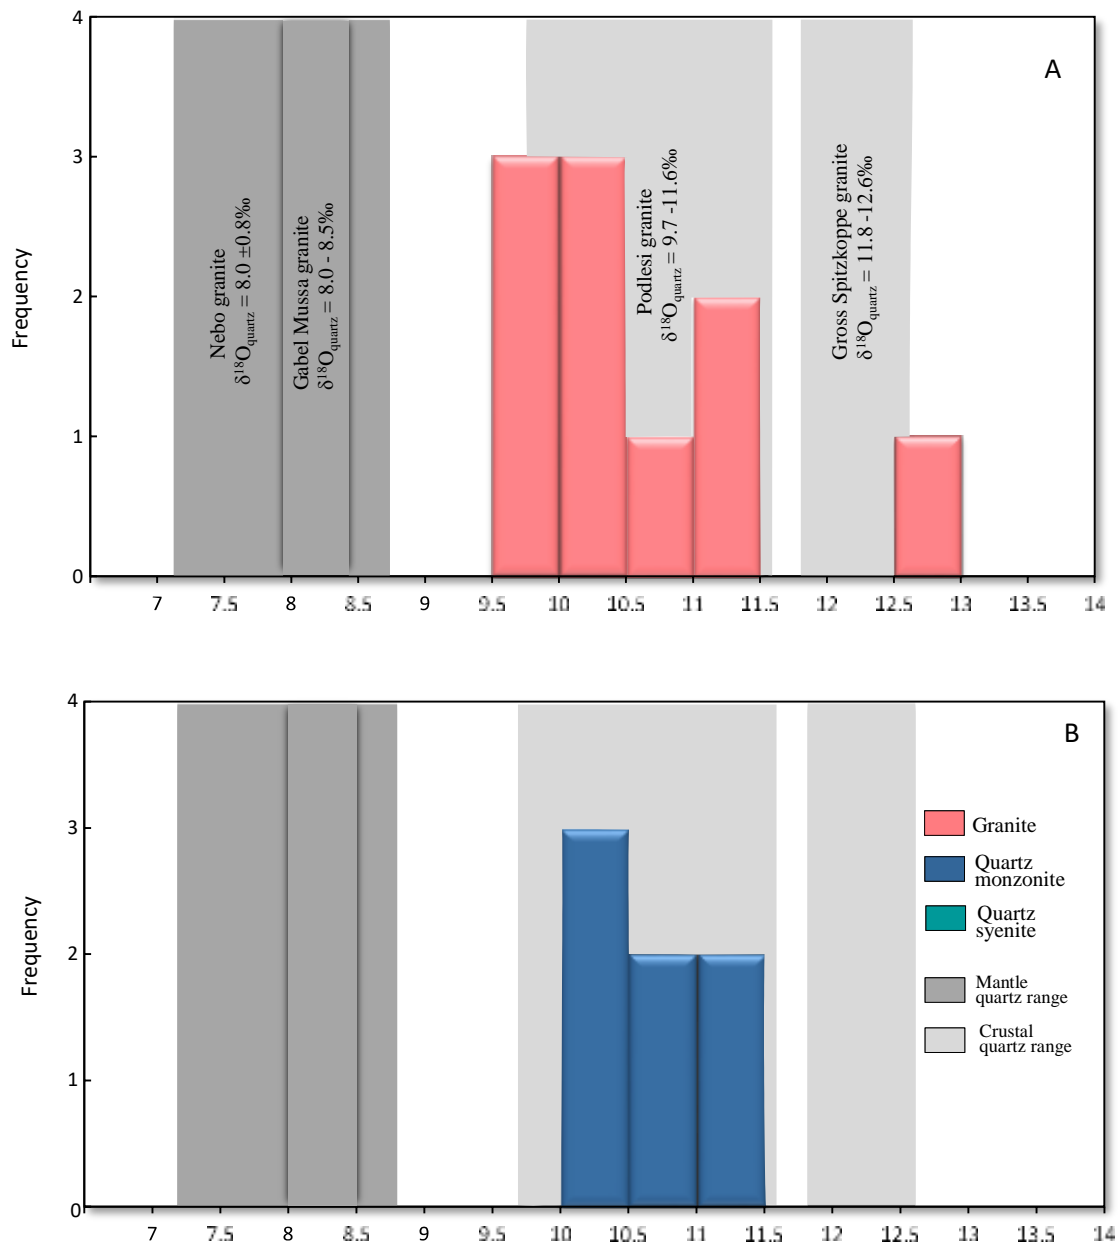 4
A
3
2
1
0
Frequency
Nebo granite
δ¹⁸Oquartz = 8.0 ±0.8‰
Gabel Mussa granite
δ¹⁸Oquartz = 8.0 - 8.5‰
Podlesi granite
δ¹⁸Oquartz = 9.7 -11.6‰
Gross Spitzkoppe granite
δ¹⁸Oquartz = 11.8 -12.6‰
7 7.5 8 8.5 9 9.5 10 10.5 11 11.5 12 12.5 13 13.5 14
4
B
3
2
1
0
Frequency
Granite
Quartz
monzonite
Quartz
syenite
Mantle
quartz range
Crustal
quartz range
7 7.5 8 8.5 9 9.5 10 10.5 11 11.5 12 12.5 13 13.5 14